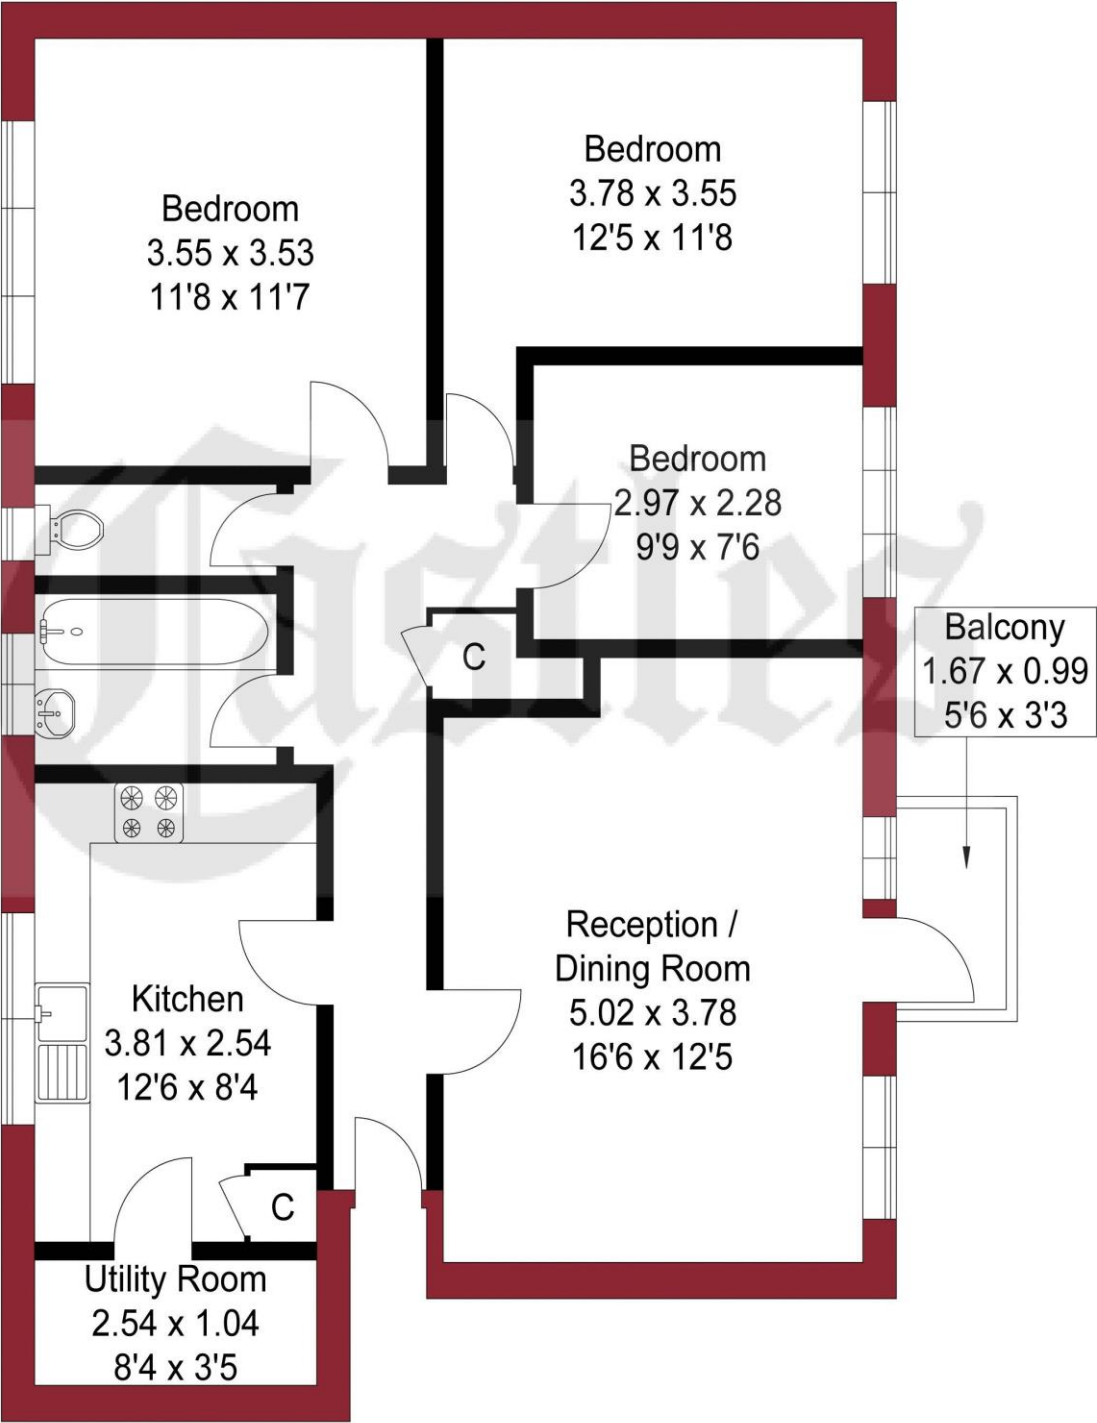 Bedroom
3.55 x 3.53
11'8 x 11'7
Bedroom
3.78 x 3.55
12'5 x 11'8
Bedroom
2.97 x 2.28
9'9 x 7'6
Castles
C
Balcony
1.67 x 0.99
5'6 x 3'3
Reception /
Dining Room
5.02 x 3.78
16'6 x 12'5
Kitchen
3.81 x 2.54
12'6 x 8'4
C
Utility Room
2.54 x 1.04
8'4 x 3'5